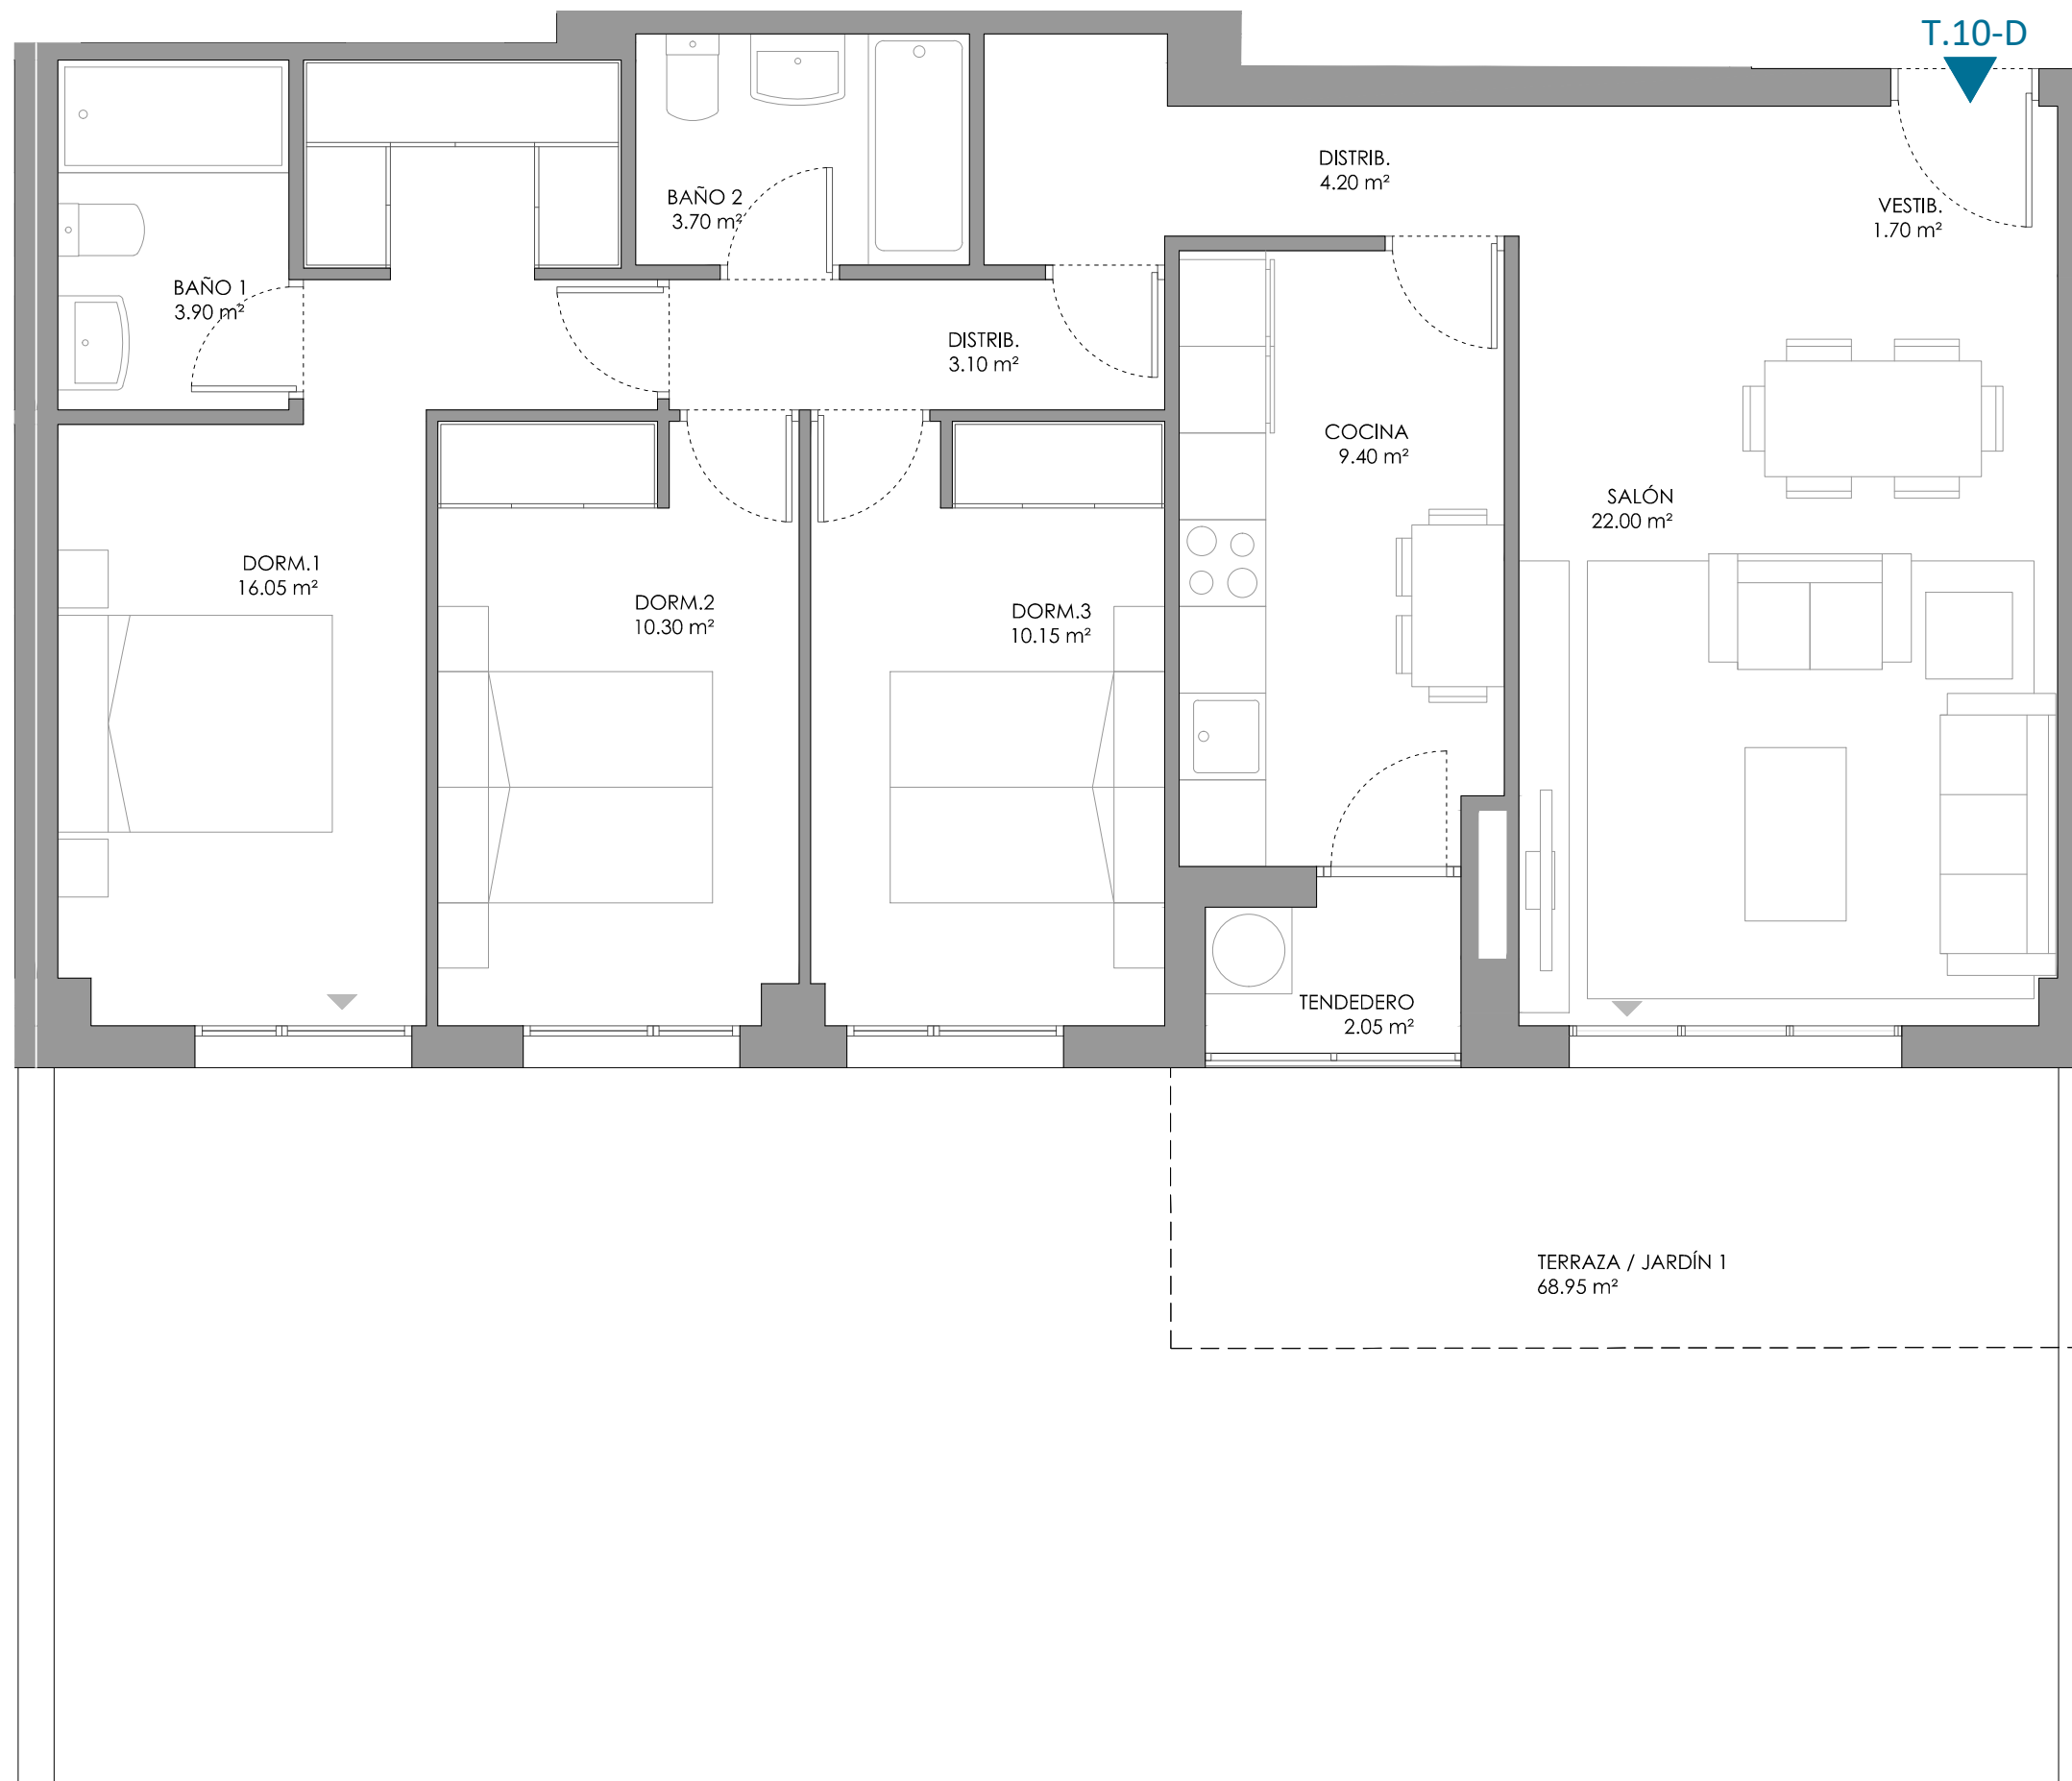 T.10-D
DISTRIB.
4.20 m²
BAÑO 2
3.70 m²
VESTIB.
1.70 m²
BAÑO 1
3.90 m²
DISTRIB.
3.10 m²
COCINA
9.40 m²
SALÓN
22.00 m²
DORM.1
16.05 m²
DORM.2
10.30 m²
DORM.3
10.15 m²
TENDEDERO
2.05 m²
TERRAZA / JARDÍN 1
68.95 m²